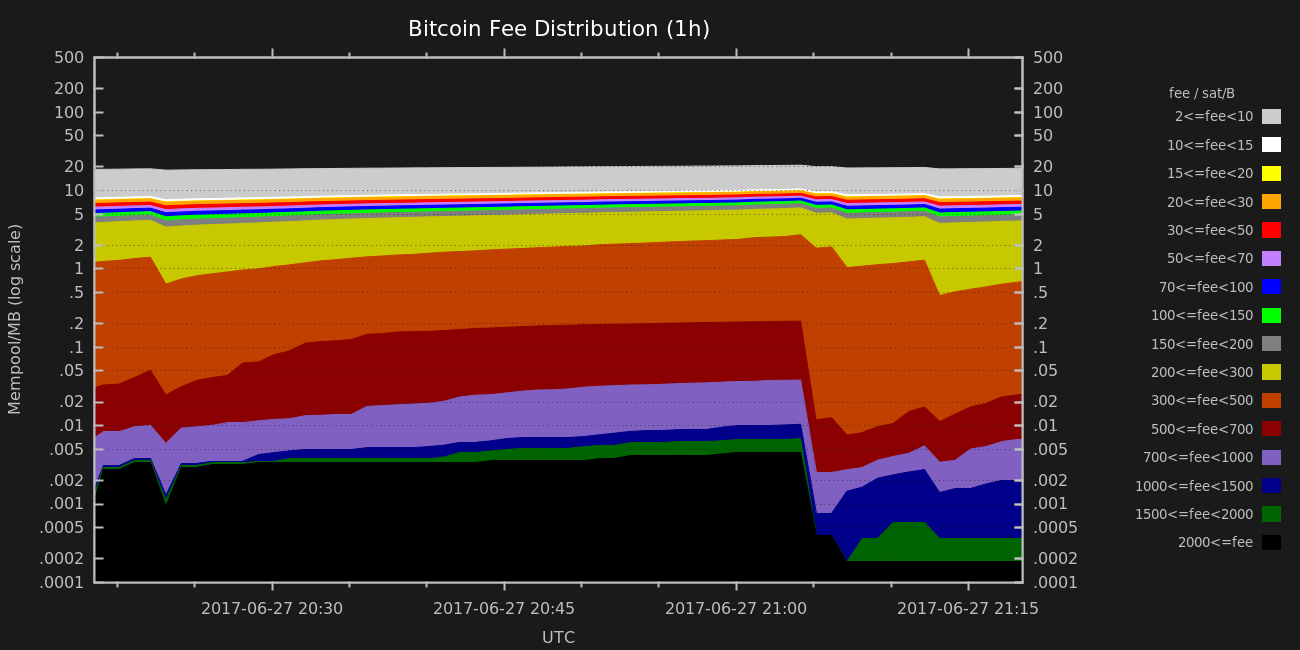 Bitcoin Fee Distribution (1h)
Mempool/MB (log scale)
500
200
100
50
20
10
5
2
1
.5
.2
.1
.05
.02
.01
.005
.002
.001
.0005
.0002
.0001
500
200
100
50
20
10
5
2
1
.5
.2
.1
.05
.02
.01
.005
.002
.001
.0005
.0002
.0001
fee / sat/B
2<=fee<10
10<=fee<15
15<=fee<20
20<=fee<30
30<=fee<50
50<=fee<70
70<=fee<100
100<=fee<150
150<=fee<200
200<=fee<300
300<=fee<500
500<=fee<700
700<=fee<1000
1000<=fee<1500
1500<=fee<2000
2000<=fee
2017-06-27 20:30 2017-06-27 20:45 2017-06-27 21:00 2017-06-27 21:15
UTC